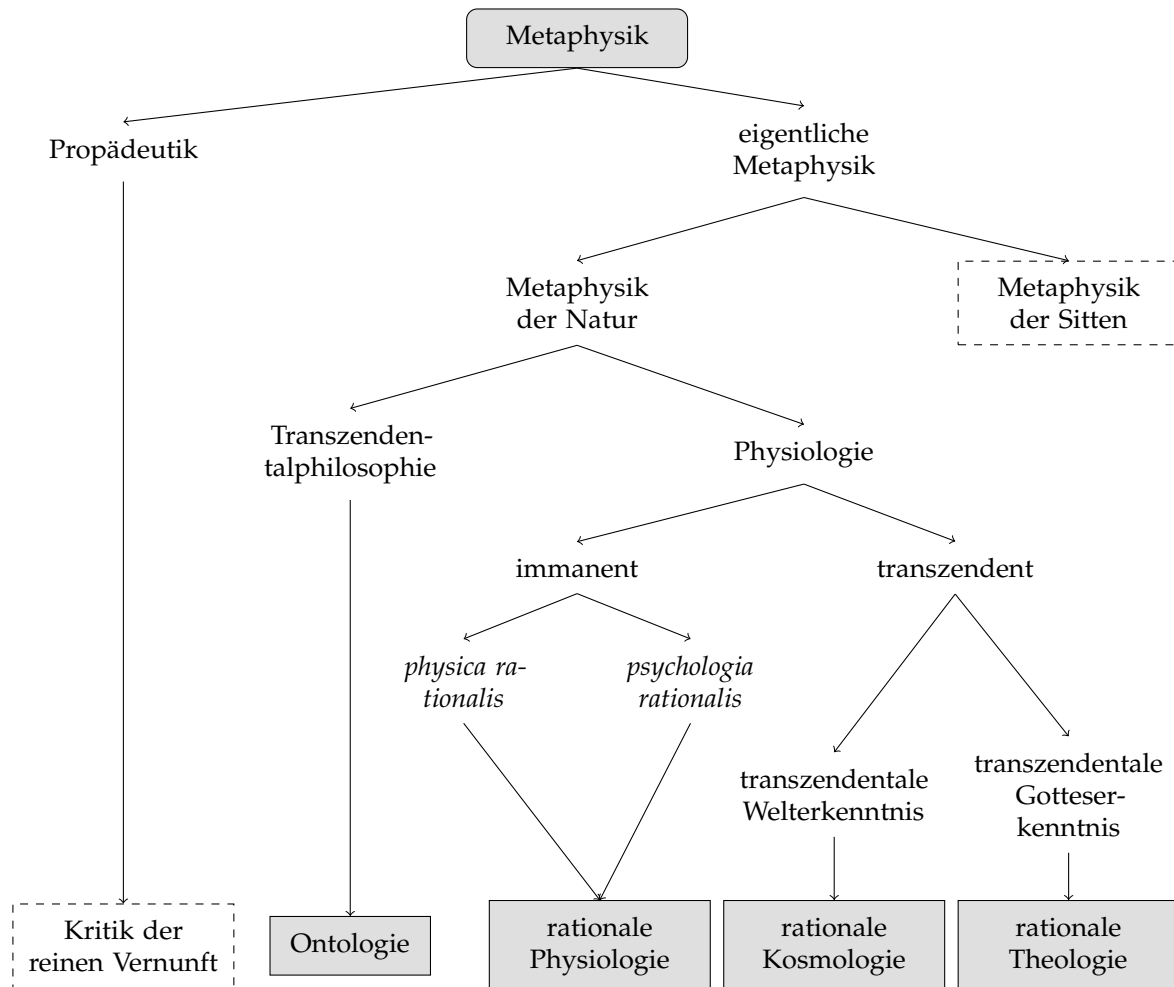 Metaphysik
Propädeutik
eigentliche
Metaphysik
Metaphysik
der Natur
Metaphysik
der Sitten
Transzenden-
talphilosophie
Physiologie
immanent
transzendent
physica ra-
tionalis
psychologia
rationalis
transzendentale
Welterkenntnis
transzendentale
Gotteser-
kenntnis
Kritik der
reinen Vernunft
Ontologie
rationale
Physiologie
rationale
Kosmologie
rationale
Theologie